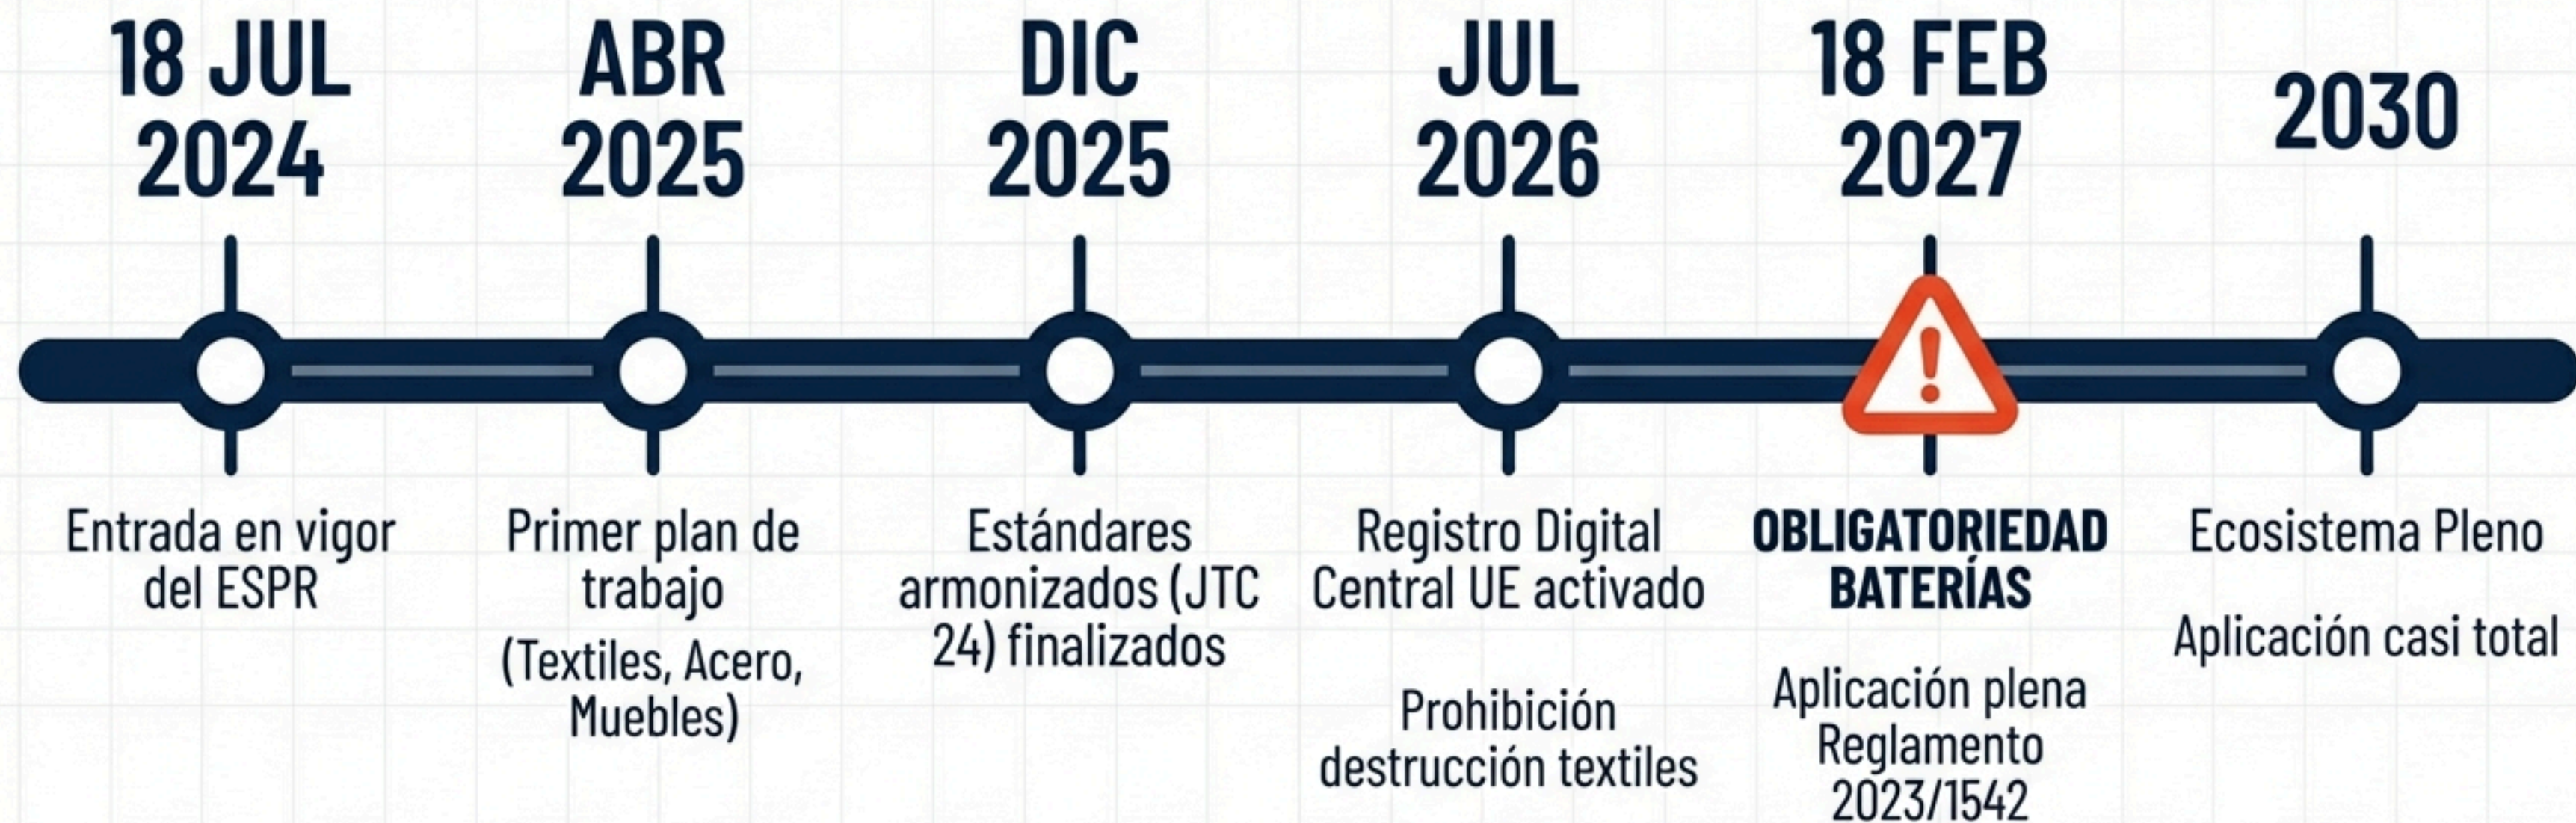 18 JUL
2024
ABR
2025
DIC
2025
JUL
2026
18 FEB
2027
2030
!
Entrada en vigor
del ESPR
Primer plan de
trabajo
(Textiles, Acero,
Muebles)
Estándares
armonizados (JTC
24) finalizados
Registro Digital
Central UE activado
Prohibición
destrucción textiles
OBLIGATORIEDAD
BATERÍAS
Aplicación plena
Reglamento
2023/1542
Ecosistema Pleno
Aplicación casi total